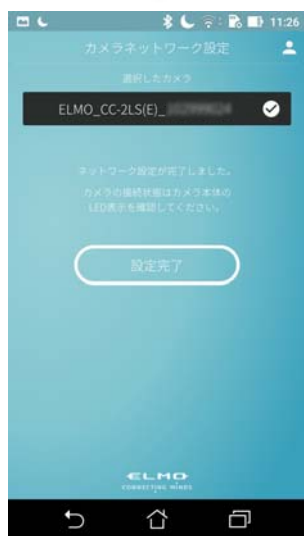 11:26
カメラネットワーク設定
選択したカメラ
ELMO_CC-2LS(E)_
ネットワーク設定が完了しました。
カメラの接続状態はカメラ本体の
LED表示を確認してください。
設定完了
ELMO
CONNECTING MINDS